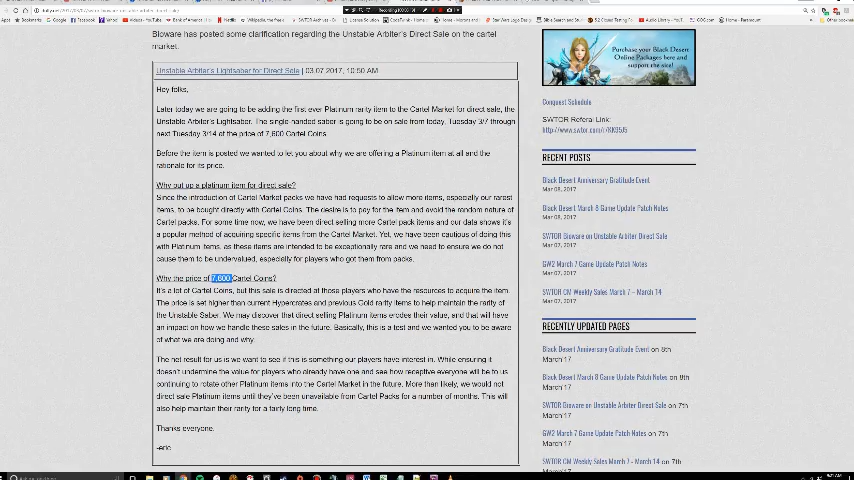 Bioware has posted some clarification regarding the Unstable Arbiter's Direct Sale on the cartel
market.
Unstable Arbiter's Lightsaber for Direct Sale | 03.07 2017, 10:50 AM
Hey folks,
Later today we are going to be adding the first ever Platinum rarity item to the Cartel Market for direct sale, the
Unstable Arbiter's Lightsaber. The single-handed saber is going to be on sale from today, Tuesday 3/7 through
next Tuesday 3/14 at the price of 7,600 Cartel Coins.
Before the item is posted we wanted to let you about why we are offering a Platinum item at all and the
rationale for its price.
Why put up a platinum item for direct sale?
Since the introduction of Cartel Market packs we have had requests to allow more items, especially our rarest
items, to be bought directly with Cartel Coins. The desire is to pay for the item and avoid the random nature of
Cartel packs. For some time now, we have been direct selling more Cartel pack items and our data shows it's
a popular method of acquiring specific items from the Cartel Market. Yet, we have been cautious of doing this
with Platinum items, as these items are intended to be exceptionally rare and we need to ensure we do not
cause them to be undervalued, especially for players who got them from packs.
Why the price of 7,600 Cartel Coins?
It's a lot of Cartel Coins, but this sale is directed at those players who have the resources to acquire the item.
The price is set higher than current Hypercrates and previous Gold rarity items to help maintain the rarity of
the Unstable Saber. We may discover that direct selling Platinum items erodes their value, and that will have
an impact on how we handle these sales in the future. Basically, this is a test and we wanted you to be aware
of what we are doing and why.
The net result for us is we want to see if this is something our players have interest in. While ensuring it
doesn't undermine the value for players who already have one and see how receptive everyone will be to us
continuing to rotate other Platinum items into the Cartel Market in the future. More than likely, we would not
direct sale Platinum items until they've been unavailable from Cartel Packs for a number of months. This will
also help maintain their rarity for a fairly long time.
Thanks everyone.
-eric
Purchase your Black Desert
Online Packages here and
support the site!
Conquest Schedule
SWTOR Referal Link:
http://www.swtor.com/r/KK95J5
RECENT POSTS
Black Desert Anniversary Gratitude Event
Mar 08, 2017
Black Desert March 8 Game Update Patch Notes
Mar 08, 2017
SWTOR Bioware on Unstable Arbiter Direct Sale
Mar 07, 2017
GW2 March 7 Game Update Patch Notes
Mar 07, 2017
SWTOR CM Weekly Sales March 7 – March 14
Mar 07, 2017
RECENTLY UPDATED PAGES
Black Desert Anniversary Gratitude Event on 8th
March'17
Black Desert March 8 Game Update Patch Notes on 8th
March'17
SWTOR Bioware on Unstable Arbiter Direct Sale on 7th
March'17
GW2 March 7 Game Update Patch Notes on 7th
March'17
SWTOR CM Weekly Sales March 7 – March 14 on 7th